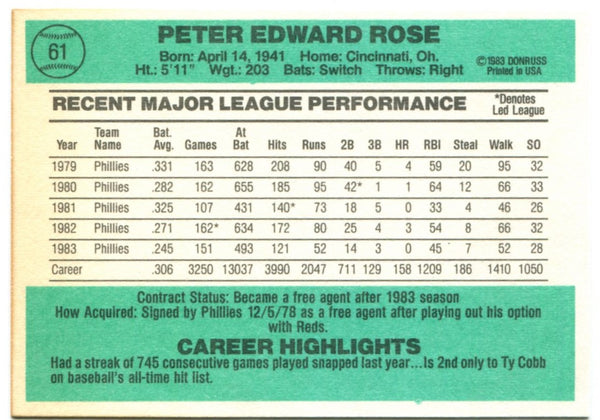 61
PETER EDWARD ROSE
Born: April 14, 1941 Home: Cincinnati, Oh.
Ht.: 5'11" Wgt.: 203 Bats: Switch Throws: Right
©1983 DONRUSS
Printed in USA
RECENT MAJOR LEAGUE PERFORMANCE
*Denotes
Led League
Year Team Name Bat. Avg. Games At Bat Hits Runs 2B 3B HR RBI Steal Walk SO
1979 Phillies .331 163 628 208 90 40 5 4 59 20 95 32
1980 Phillies .282 162 655 185 95 42* 1 1 64 12 66 33
1981 Phillies .325 107 431 140* 73 18 5 0 33 4 46 26
1982 Phillies .271 162* 634 172 80 25 4 3 54 8 66 32
1983 Phillies .245 151 493 121 52 14 3 0 45 7 52 28
Career .306 3250 13037 3990 2047 711 129 158 1209 186 1410 1050
Contract Status: Became a free agent after 1983 season
How Acquired: Signed by Phillies 12/5/78 as a free agent after playing out his option
with Reds.
CAREER HIGHLIGHTS
Had a streak of 745 consecutive games played snapped last year...Is 2nd only to Ty Cobb
on baseball's all-time hit list.